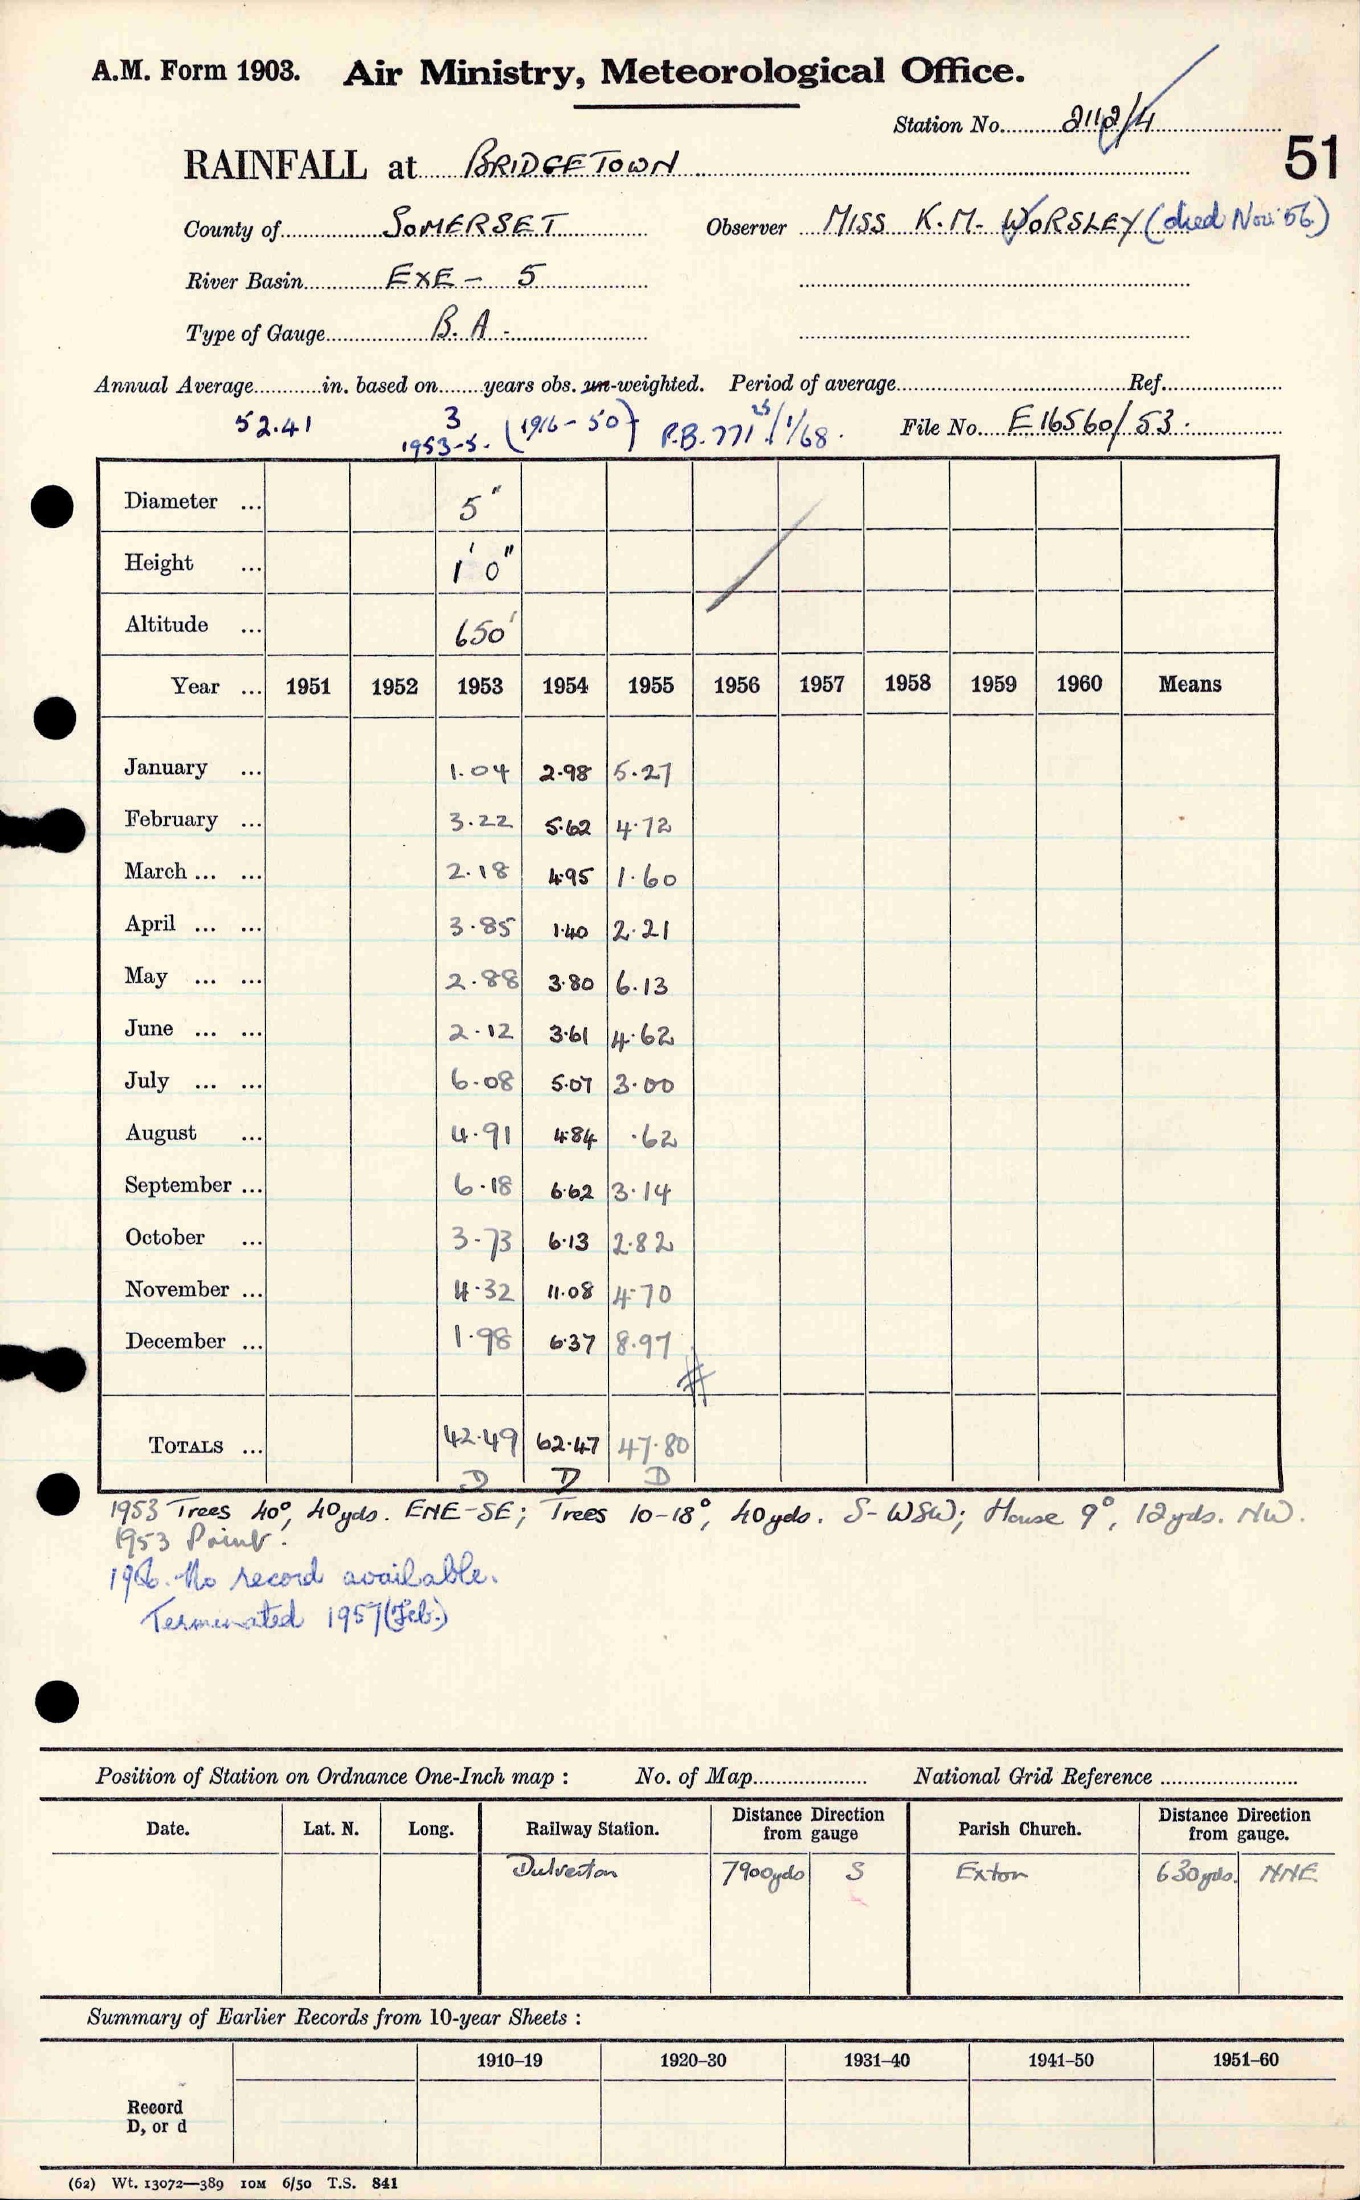 A.M. Form 1903. Air Ministry, Meteorological Office.
Station No. 2112/4
51
RAINFALL at BRIDGETOWN
County of SOMERSET Observer MISS K.M. WORSLEY (died Nov. 56)
River Basin EXE - 5
Type of Gauge B.A.
Annual Average in. based on years obs. un-weighted. Period of average Ref.
52.41 3 (1916-50) P.B. 771 25/1/68. File No. E16560/53.
1953-5.
Diameter ... 5"
Height ... 1' 0"
Altitude ... 650'
Year ... 1951 1952 1953 1954 1955 1956 1957 1958 1959 1960 Means
January ... 1.04 2.98 5.27
February ... 3.22 5.62 4.72
March ... ... 2.18 4.95 1.60
April ... ... 3.85 1.40 2.21
May ... ... 2.88 3.80 6.13
June ... ... 2.12 3.61 4.62
July ... ... 6.08 5.07 3.00
August ... 4.91 4.84 .62
September ... 6.18 6.62 3.14
October ... 3.73 6.13 2.82
November ... 4.32 11.08 4.70
December ... 1.98 6.37 8.97
TOTALS ... 42.49 62.47 47.80
D D D
1953 Trees 40°, 40yds. ENE-SE; Trees 10-18°, 40yds. S-WSW; House 9°, 12yds. NW.
1953 Paint.
1956. No record available.
Terminated 1957 (Feb.)
Position of Station on Ordnance One-Inch map : No. of Map National Grid Reference
Date. Lat. N. Long. Railway Station. Distance Direction from gauge Parish Church. Distance Direction from gauge.
Dulverton 7900yds S Exton 630yds. NNE
Summary of Earlier Records from 10-year Sheets :
1910–19 1920–30 1931–40 1941–50 1951–60
Record
D, or d
(62) Wt. 13072—389 10M 6/50 T.S. 841